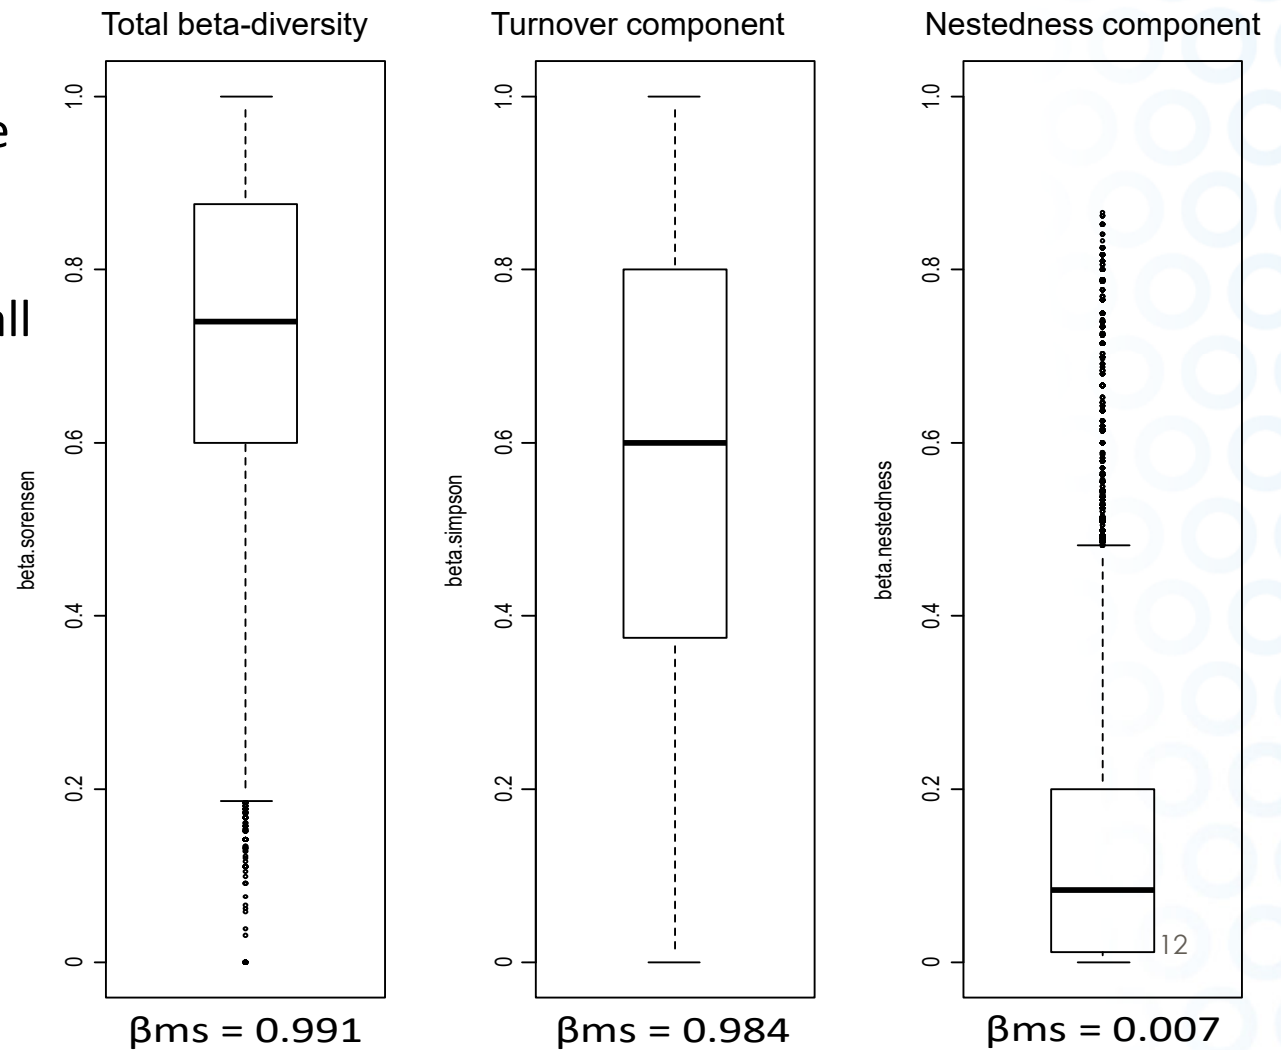 Total beta-diversity
Turnover component
Nestedness component
e
all
beta.sorensen
0
0.2
0.4
0.6
0.8
1.0
beta.simpson
0
0.2
0.4
0.6
0.8
1.0
beta.nestedness
0
0.2
0.4
0.6
0.8
1.0
12
βms = 0.991
βms = 0.984
βms = 0.007